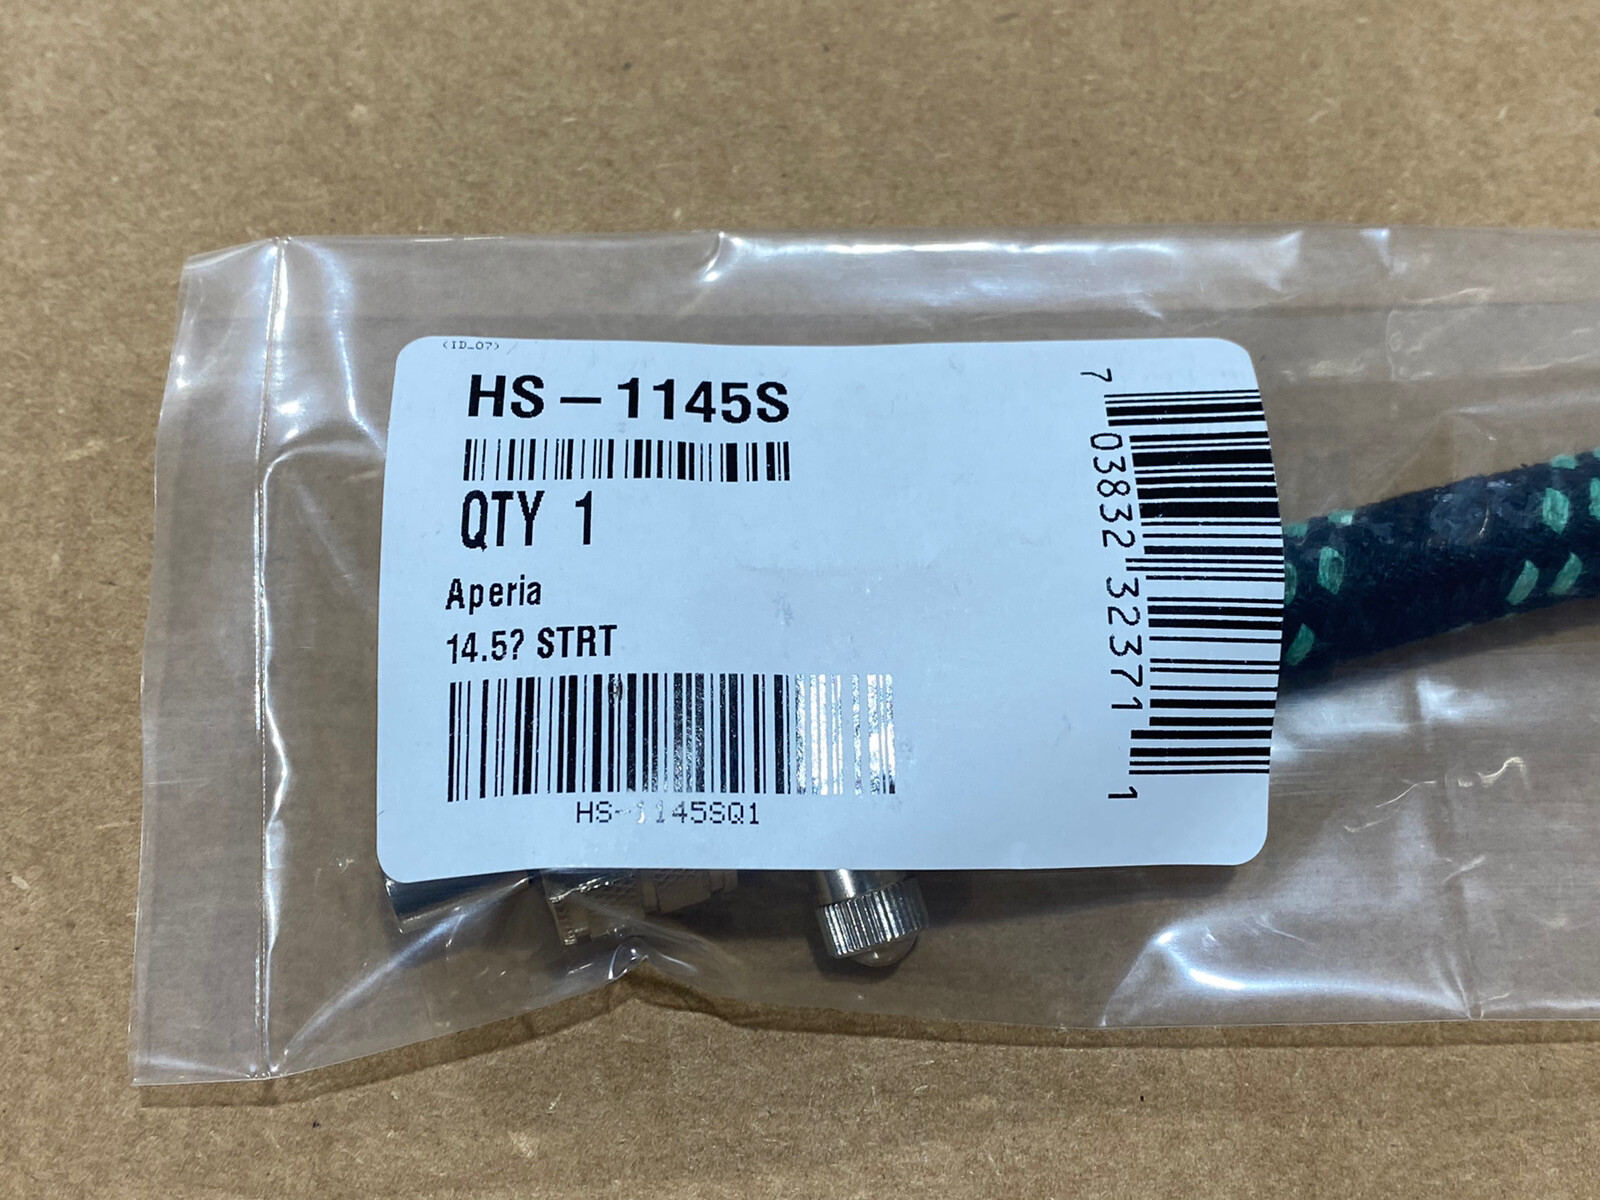 (ID_07)
HS-1145S
QTY 1
Aperia
14.5? STRT
HS-1145SQ1
7 03832 32371 1